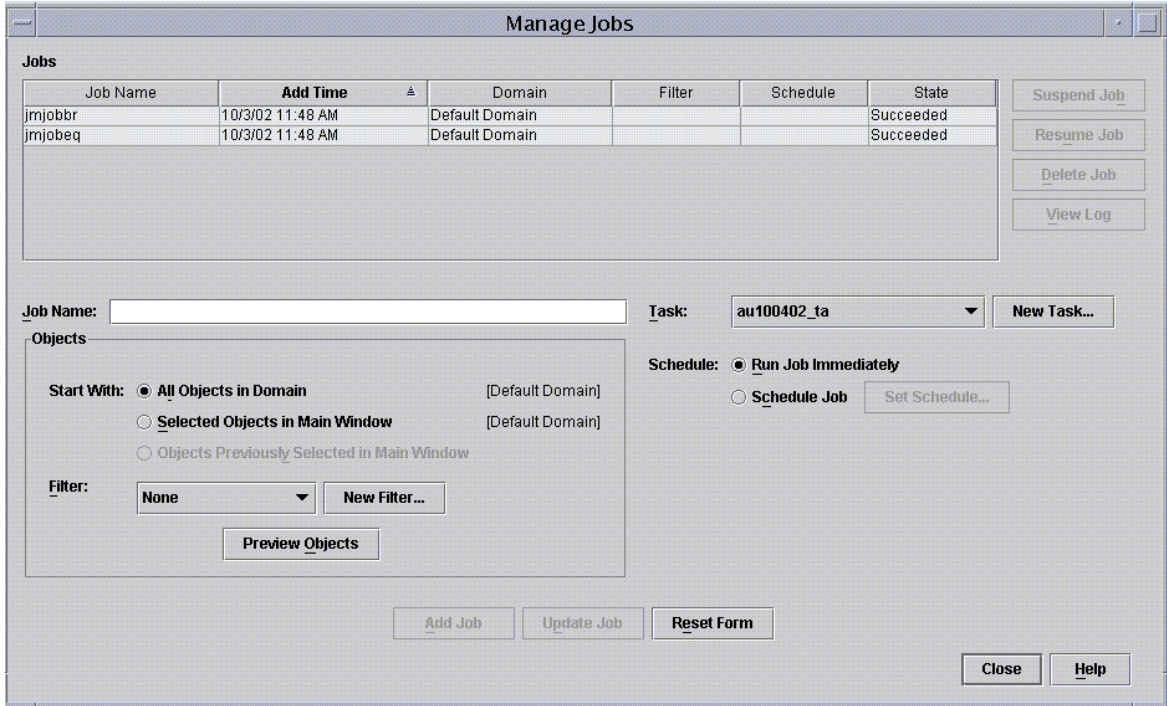 Manage Jobs
Jobs
Job Name Add Time Domain Filter Schedule State
jmjobbr 10/3/02 11:48 AM Default Domain Succeeded
jmjobeq 10/3/02 11:48 AM Default Domain Succeeded
Suspend Job
Resume Job
Delete Job
View Log
Job Name:
Task: au100402_ta New Task...
Objects
Start With: All Objects in Domain [Default Domain]
Selected Objects in Main Window [Default Domain]
Objects Previously Selected in Main Window
Filter: None New Filter...
Preview Objects
Schedule: Run Job Immediately
Schedule Job Set Schedule...
Add Job Update Job Reset Form
Close Help